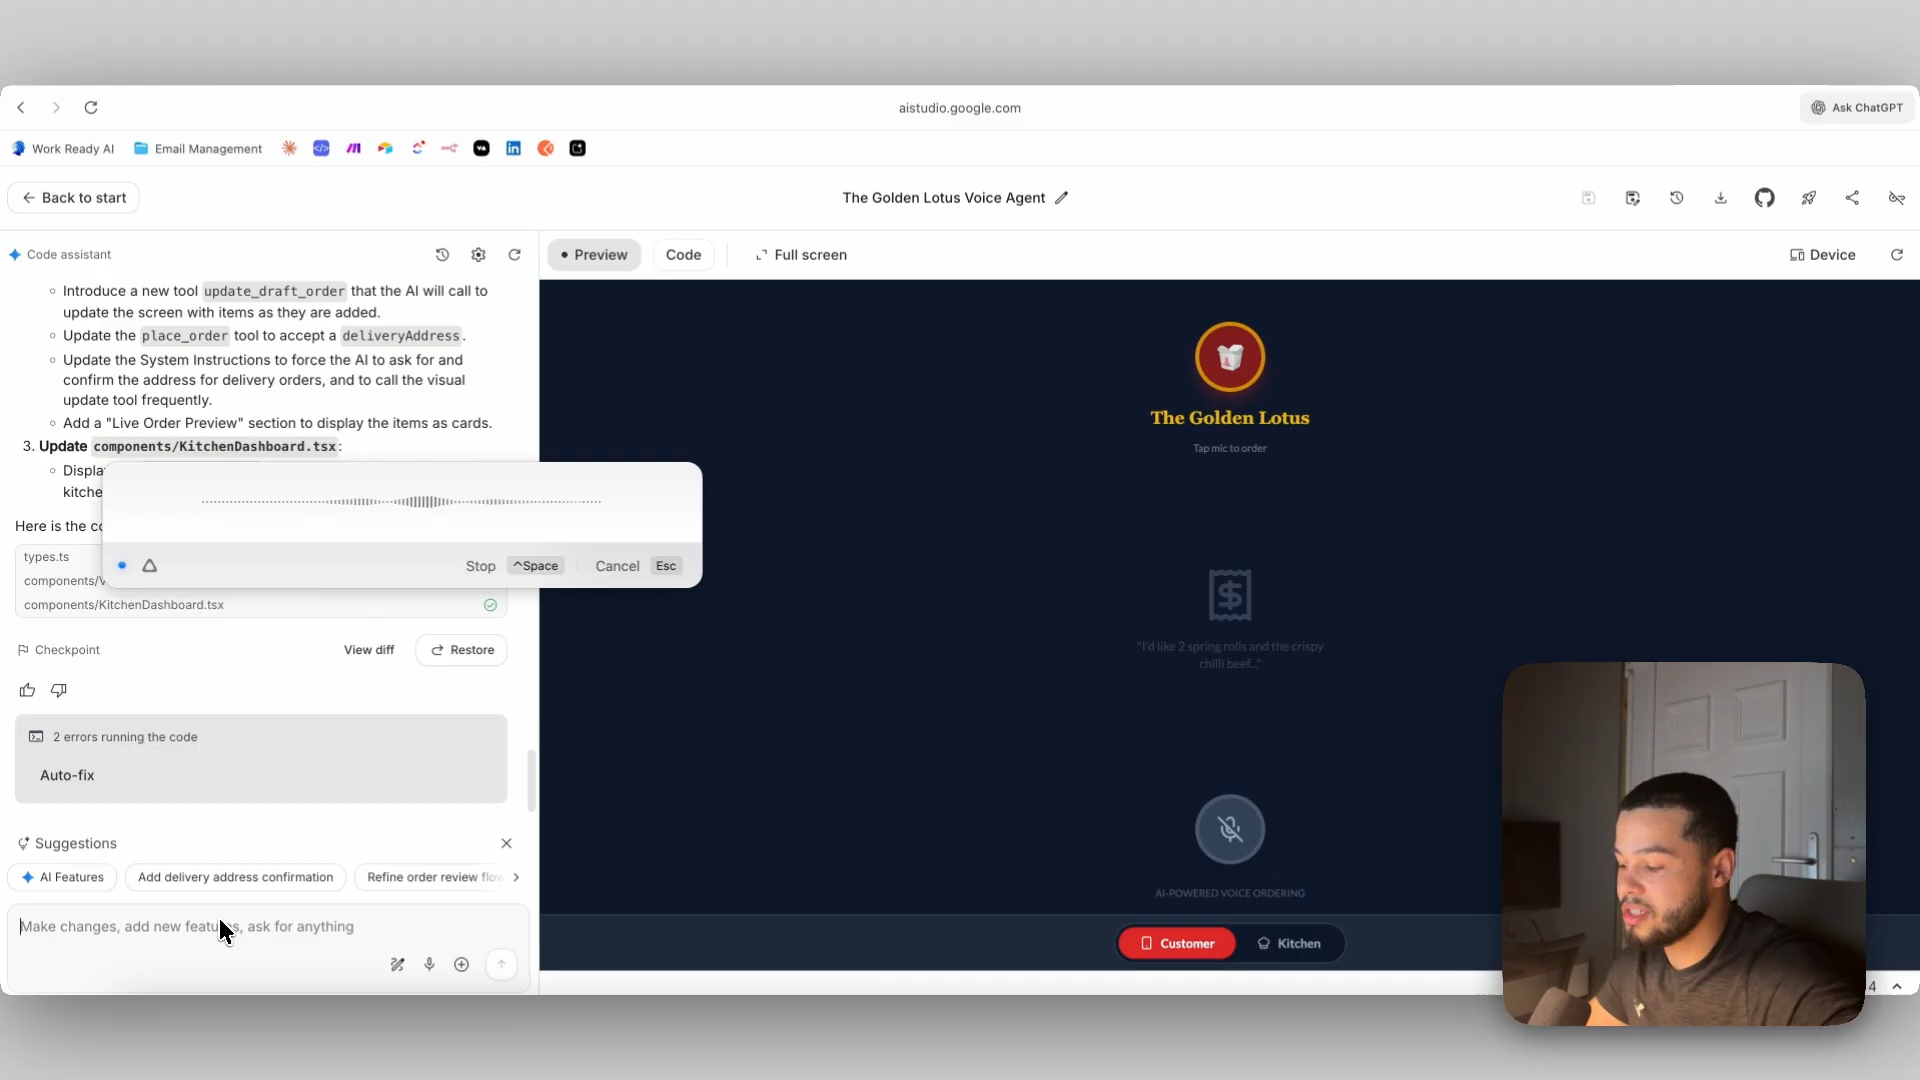 aistudio.google.com
Ask ChatGPT
Work Ready AI
Email Management
Back to start
The Golden Lotus Voice Agent
Code assistant
Preview
Code
Full screen
Device
Introduce a new tool update_draft_order that the AI will call to
update the screen with items as they are added.
Update the place_order tool to accept a deliveryAddress.
Update the System Instructions to force the AI to ask for and
confirm the address for delivery orders, and to call the visual
update tool frequently.
Add a "Live Order Preview" section to display the items as cards.
3. Update components/KitchenDashboard.tsx:
Stop ^Space Cancel Esc
Here is the
types.ts
components/
components/KitchenDashboard.tsx
Checkpoint
View diff
Restore
2 errors running the code
Auto-fix
Suggestions
AI Features
Add delivery address confirmation
Refine order review
Make changes, add new features, ask for anything
The Golden Lotus
Tap mic to order
"I'd like 2 spring rolls and the crispy
chilli beef..."
AI-POWERED VOICE ORDERING
Customer
Kitchen
4